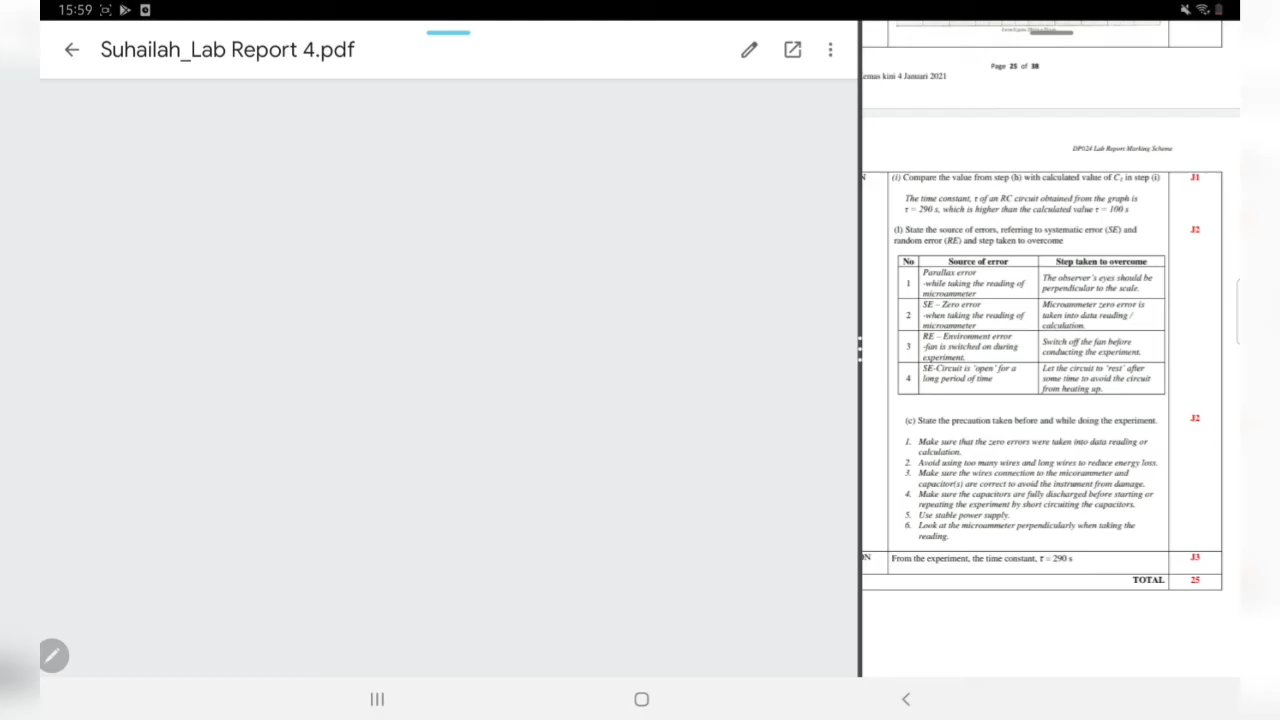 15:59
Suhailah_Lab Report 4.pdf
Page 25 of 38
emas kini 4 Januari 2021
DP024 Lab Report Marking Scheme
N
(i) Compare the value from step (h) with calculated value of C₂ in step (i)
J1
The time constant, τ of an RC circuit obtained from the graph is
τ = 290 s, which is higher than the calculated value τ = 100 s
(l) State the source of errors, referring to systematic error (SE) and
J2
random error (RE) and step taken to overcome
No Source of error Step taken to overcome
1 Parallax error
-while taking the reading of
microammeter
The observer's eyes should be
perpendicular to the scale.
2 SE – Zero error
-when taking the reading of
microammeter
Microammeter zero error is
taken into data reading /
calculation.
3 RE – Environment error
-fan is switched on during
experiment.
Switch off the fan before
conducting the experiment.
4 SE-Circuit is 'open' for a
long period of time
Let the circuit to 'rest' after
some time to avoid the circuit
from heating up.
(c) State the precaution taken before and while doing the experiment.
J2
1. Make sure that the zero errors were taken into data reading or
calculation.
2. Avoid using too many wires and long wires to reduce energy loss.
3. Make sure the wires connection to the micorammeter and
capacitor(s) are correct to avoid the instrument from damage.
4. Make sure the capacitors are fully discharged before starting or
repeating the experiment by short circuiting the capacitors.
5. Use stable power supply.
6. Look at the microammeter perpendicularly when taking the
reading.
ON
From the experiment, the time constant, τ = 290 s
J3
TOTAL 25